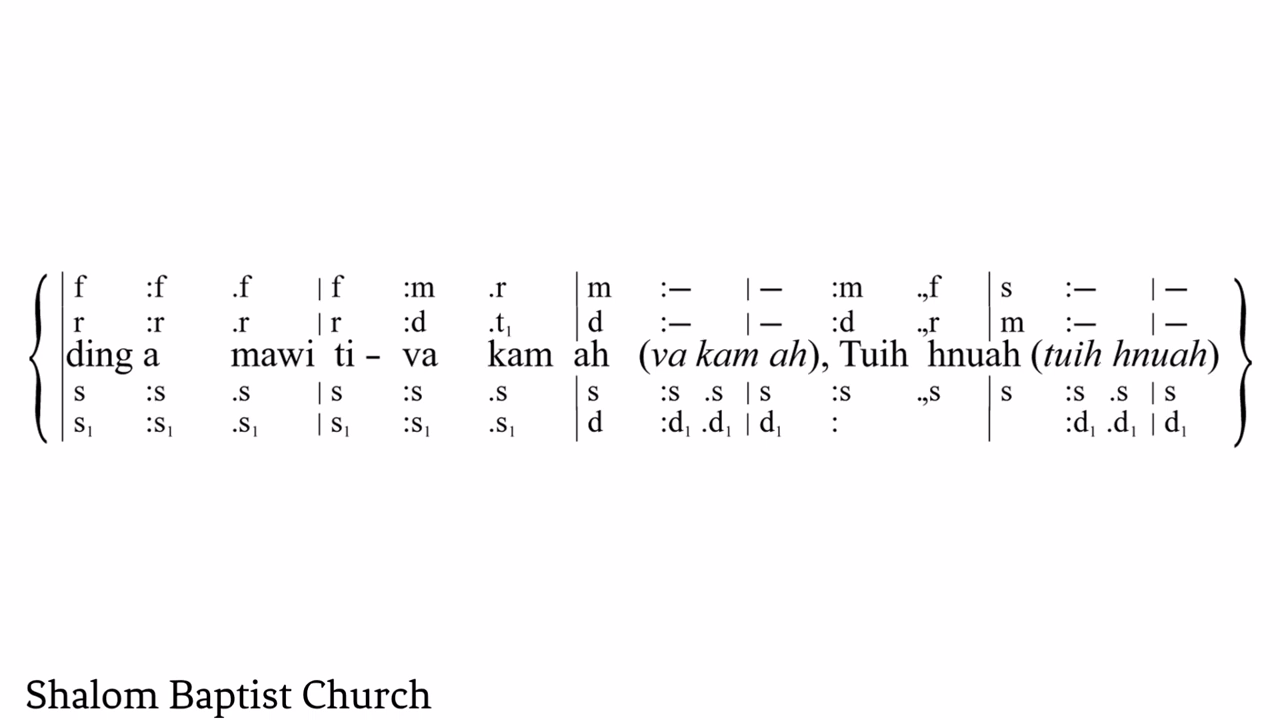 f :f .f | f :m .r | m :— | — :m .,f | s :— | —
r :r .r | r :d .t₁ | d :— | — :d .,r | m :— | —
ding a mawi ti – va kam ah (va kam ah), Tuih hnuah (tuih hnuah)
s :s .s | s :s .s | s :s .s | s :s .,s | s :s .s | s
s₁ :s₁ .s₁ | s₁ :s₁ .s₁ | d :d₁ .d₁ | d₁ : | :d₁ .d₁ | d₁
Shalom Baptist Church